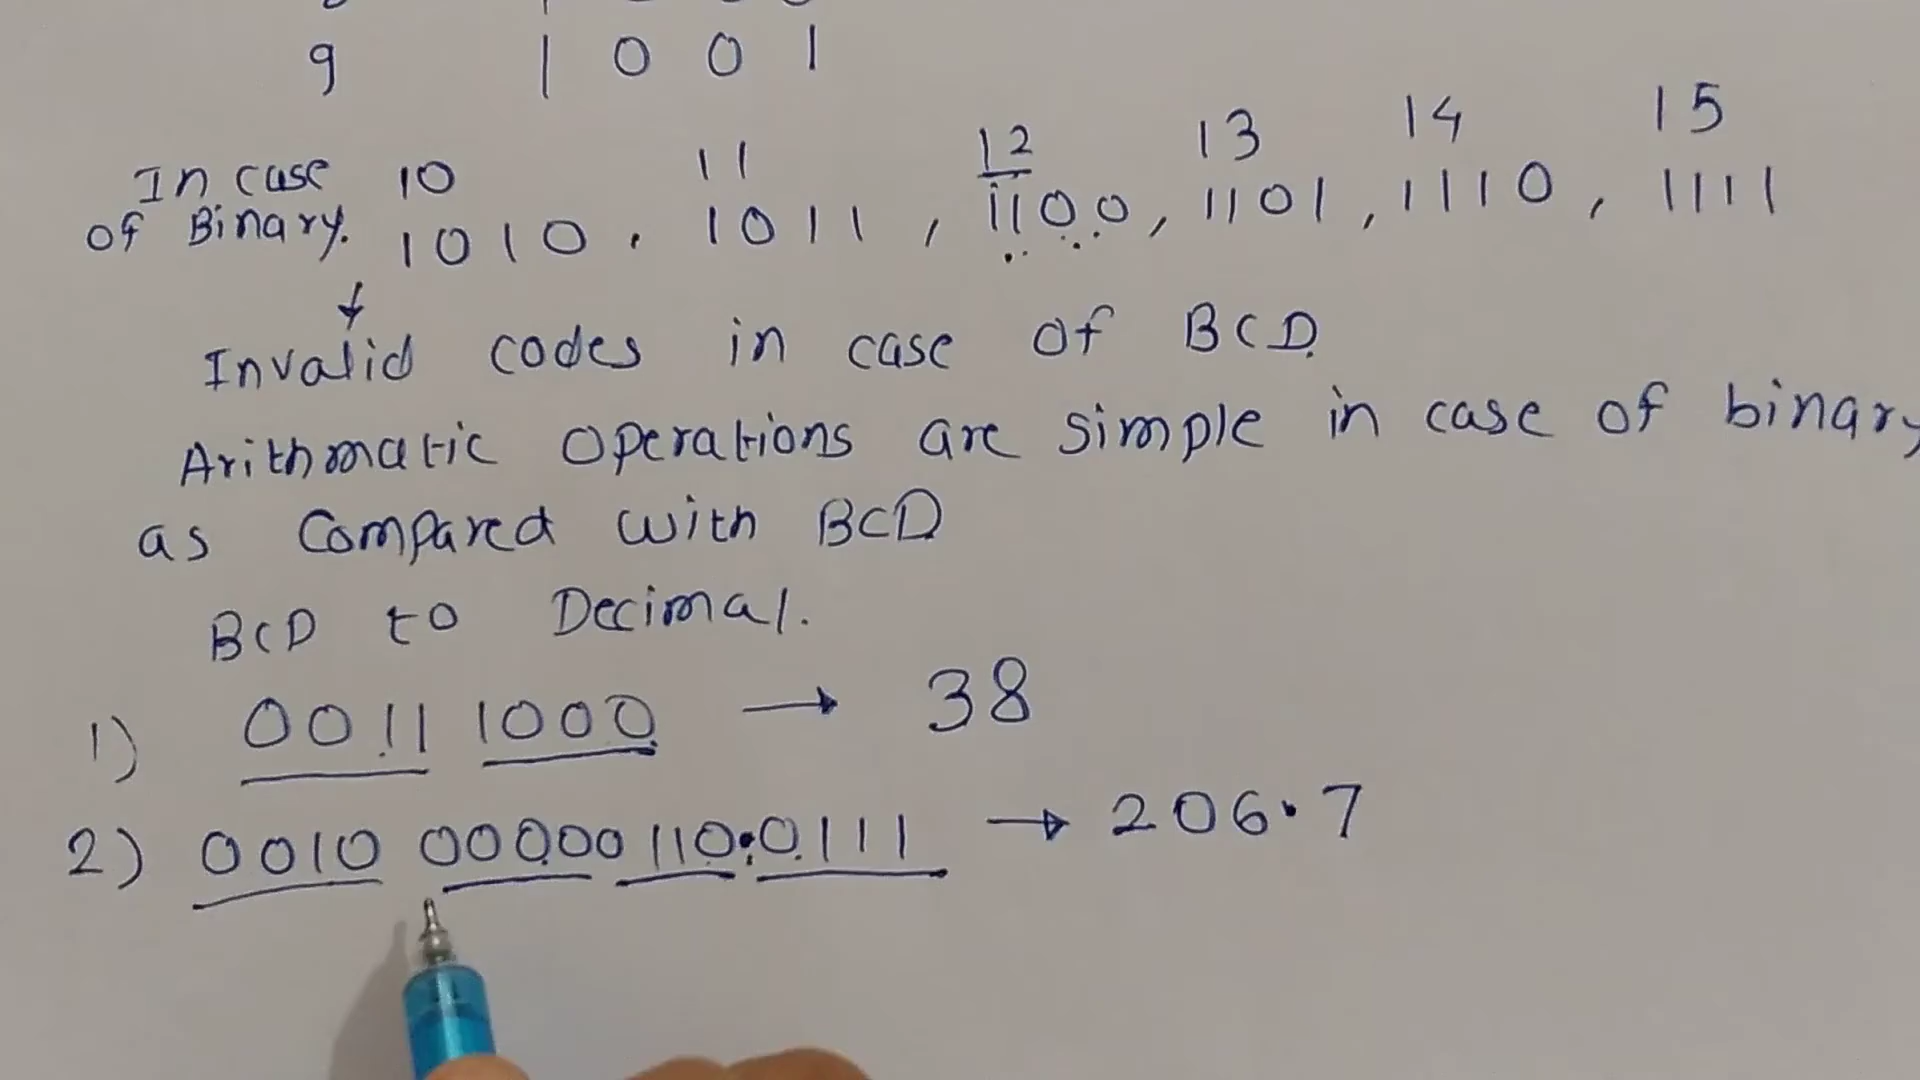 9 1 0 0 1
In case of Binary.
10 11 12 13 14 15
1010, 1011, 1100, 1101, 1110, 1111
Invalid codes in case of BCD.
Arithmatic operations are simple in case of binary
as Compared with BCD
BCD to Decimal.
1) 0011 1000 → 38
2) 0010 00000110.0111 → 206.7